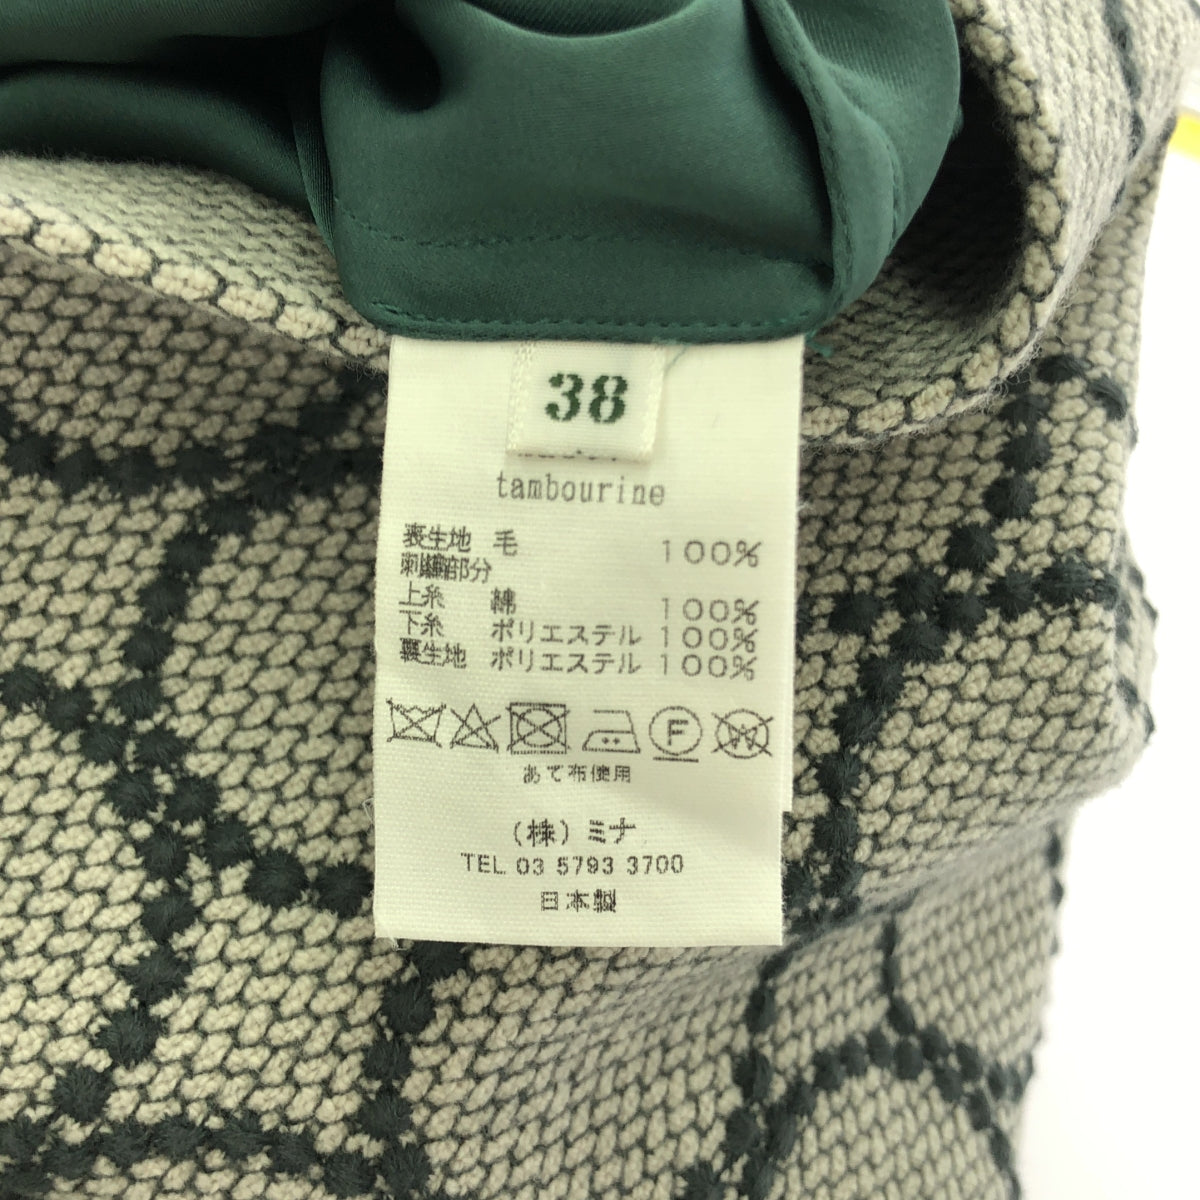 38
tambourine
表生地 毛 100%
刺繍部分
上糸 綿 100%
下糸 ポリエステル 100%
裏生地 ポリエステル 100%
F
W
あて布使用
(株)ミナ
TEL 03 5793 3700
日本製